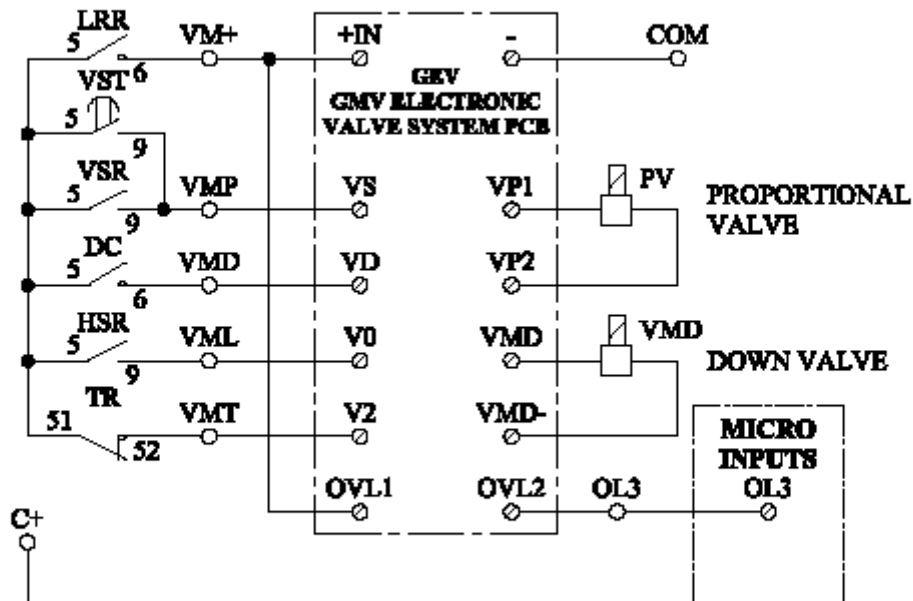 LRR
5
6
VM+
+IN
-
COM
GEV
GMV ELECTRONIC
VALVE SYSTEM PCB
VST
5
9
VSR
5
9
VMP
VS
VP1
PV
PROPORTIONAL
VALVE
DC
5
6
VMD
VD
VP2
HSR
5
9
VML
V0
VMD
VMD
DOWN VALVE
TR
51
52
VMT
V2
VMD-
MICRO
INPUTS
OVL1
OVL2
OL3
OL3
C+